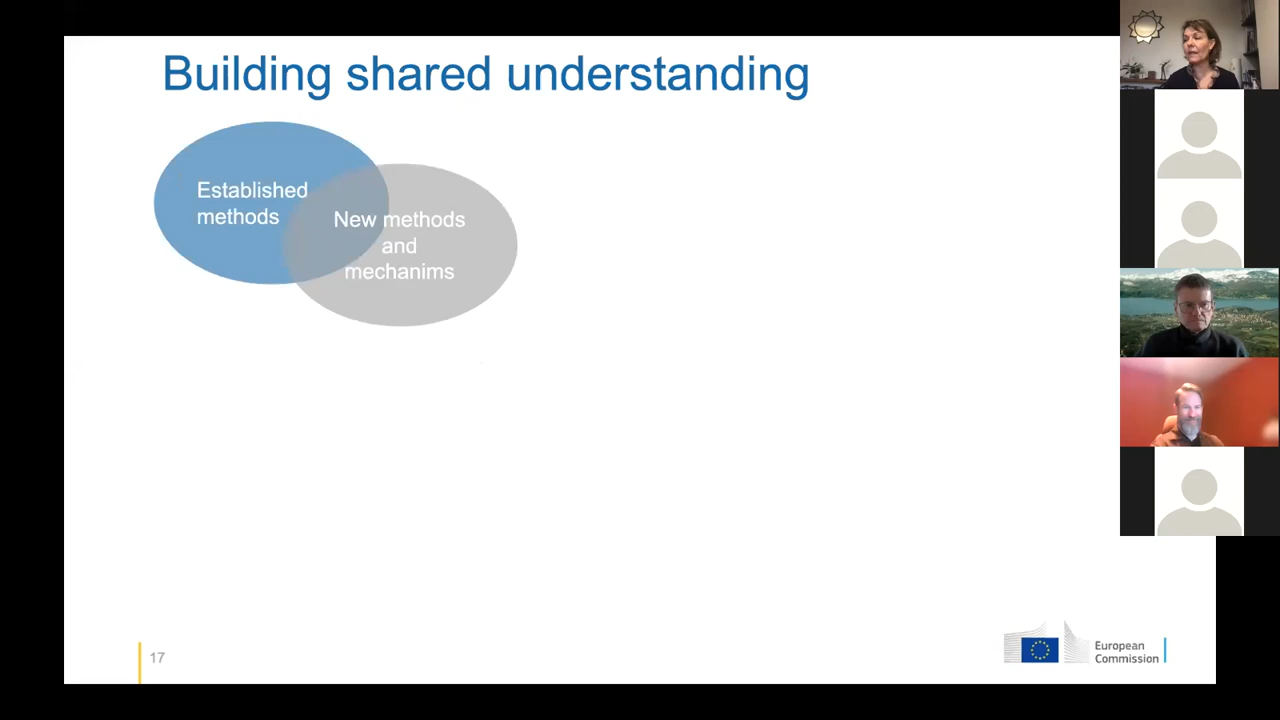 Building shared understanding
Established
methods
New methods
and
mechanims
17
European
Commission